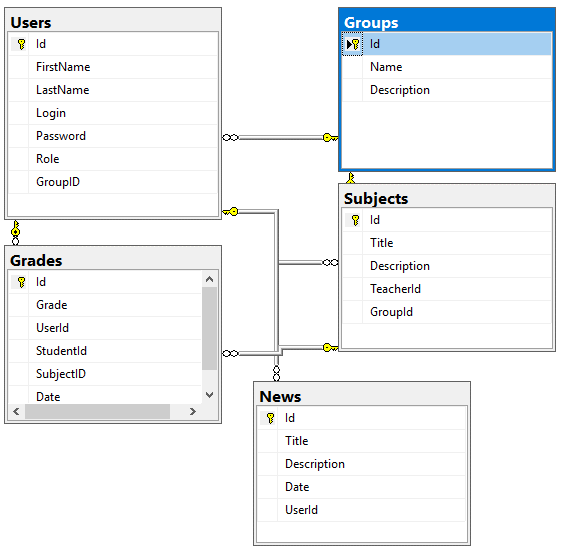 Users
Id
FirstName
LastName
Login
Password
Role
GroupID
Groups
Id
Name
Description
Subjects
Id
Title
Description
TeacherId
GroupId
Grades
Id
Grade
UserId
StudentId
SubjectID
Date
News
Id
Title
Description
Date
UserId